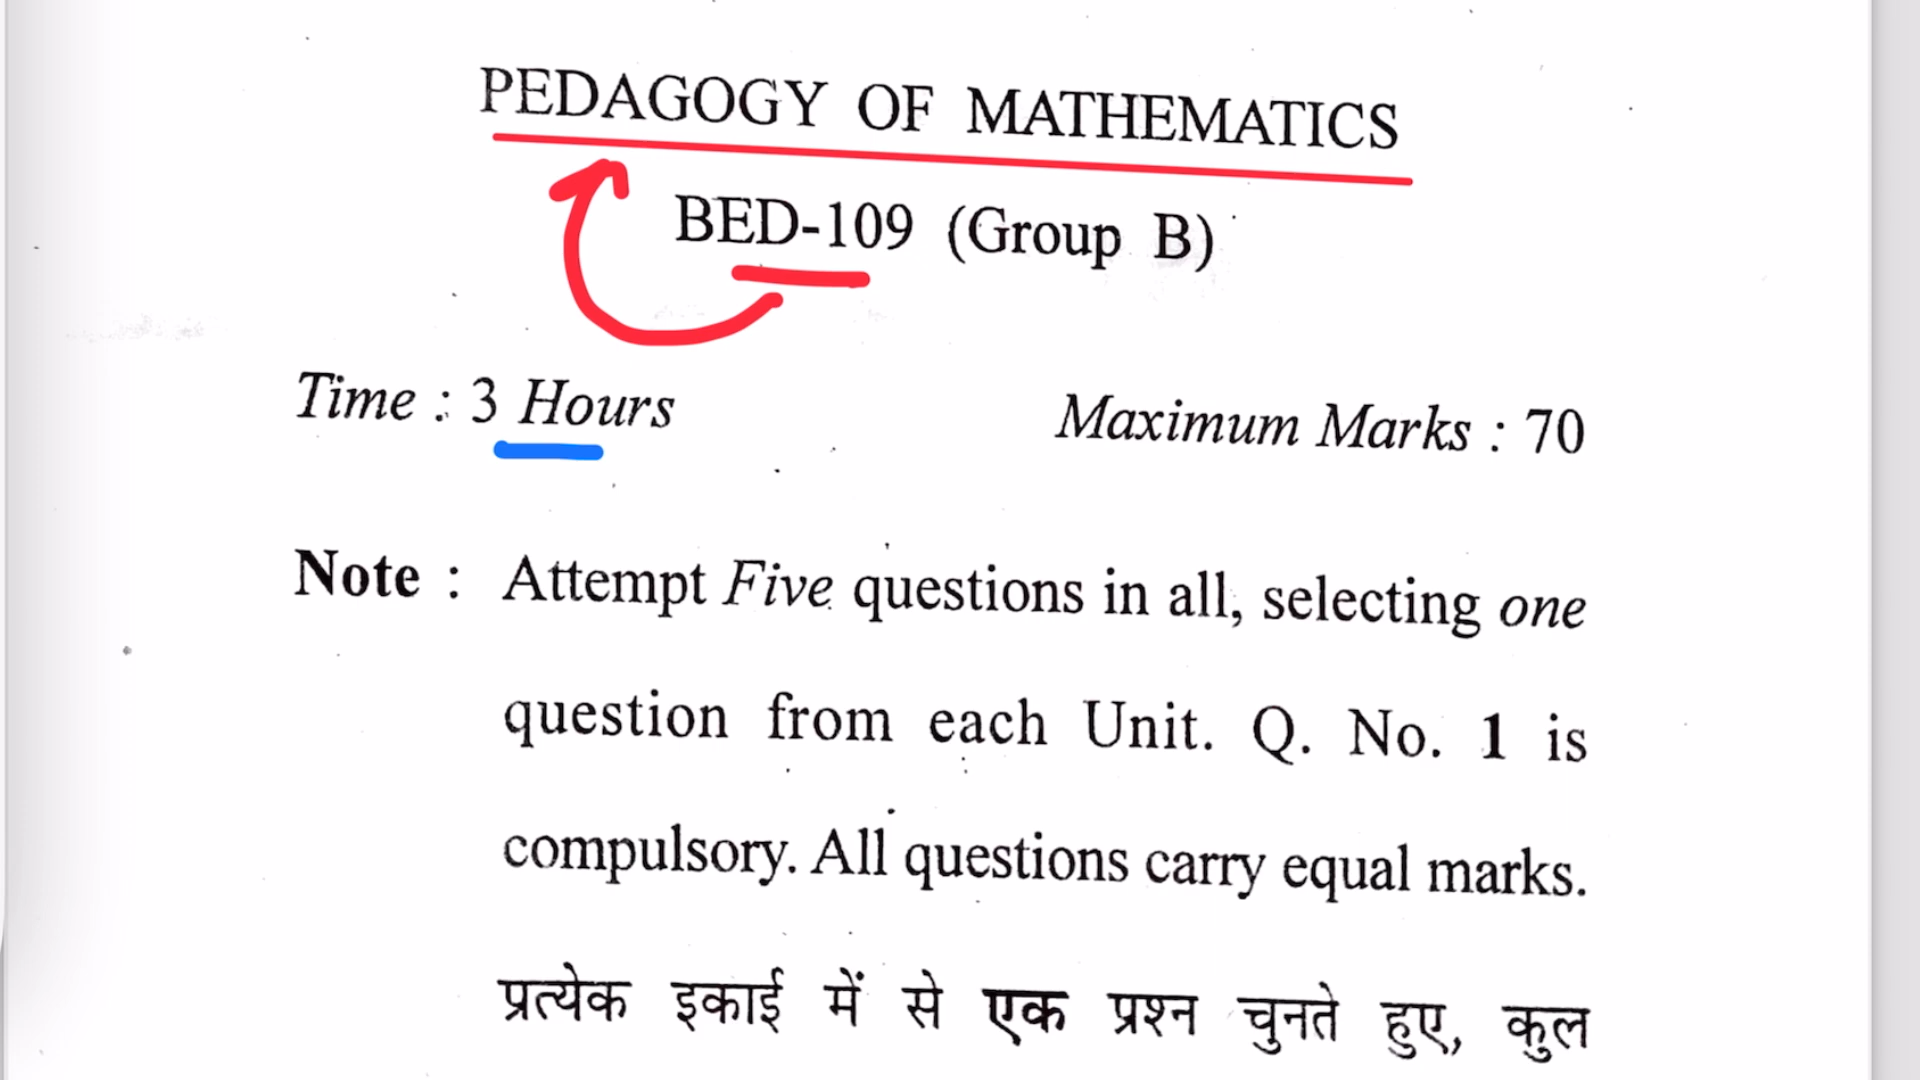 PEDAGOGY OF MATHEMATICS
BED-109 (Group B)
Time : 3 Hours Maximum Marks : 70
Note : Attempt Five questions in all, selecting one
question from each Unit. Q. No. 1 is
compulsory. All questions carry equal marks.
प्रत्येक इकाई में से एक प्रश्न चुनते हुए, कुल